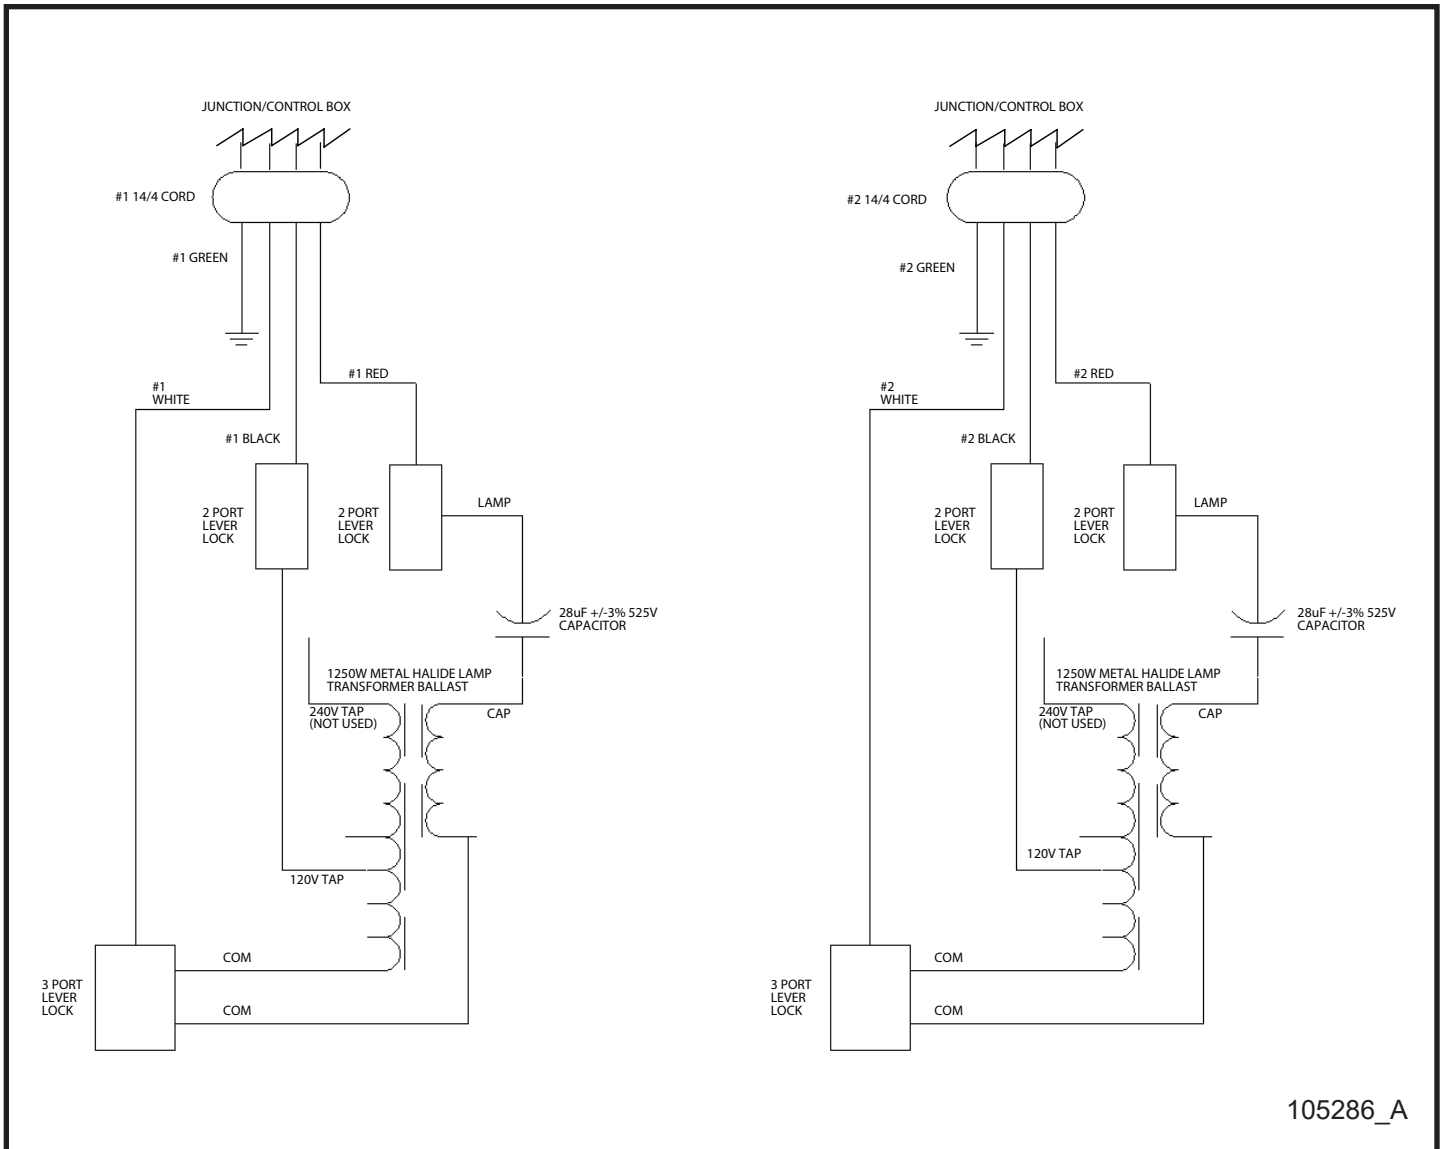 JUNCTION/CONTROL BOX
#1 14/4 CORD
#1 GREEN
#1 RED
#1
WHITE
#1 BLACK
2 PORT
LEVER
LOCK
2 PORT
LEVER
LOCK
LAMP
28uF +/-3% 525V
CAPACITOR
1250W METAL HALIDE LAMP
TRANSFORMER BALLAST
240V TAP
(NOT USED)
CAP
120V TAP
COM
3 PORT
LEVER
LOCK
COM
JUNCTION/CONTROL BOX
#2 14/4 CORD
#2 GREEN
#2 RED
#2
WHITE
#2 BLACK
2 PORT
LEVER
LOCK
2 PORT
LEVER
LOCK
LAMP
28uF +/-3% 525V
CAPACITOR
1250W METAL HALIDE LAMP
TRANSFORMER BALLAST
240V TAP
(NOT USED)
CAP
120V TAP
COM
3 PORT
LEVER
LOCK
COM
105286_A